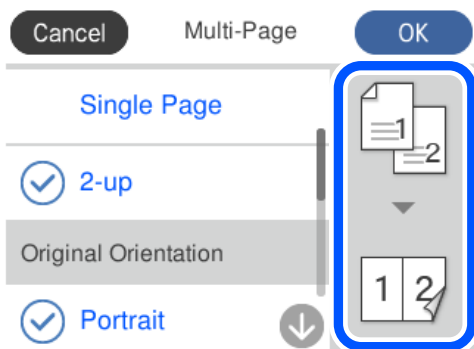 Cancel Multi-Page OK
Single Page
2-up
Original Orientation
Portrait
1
2
1 2